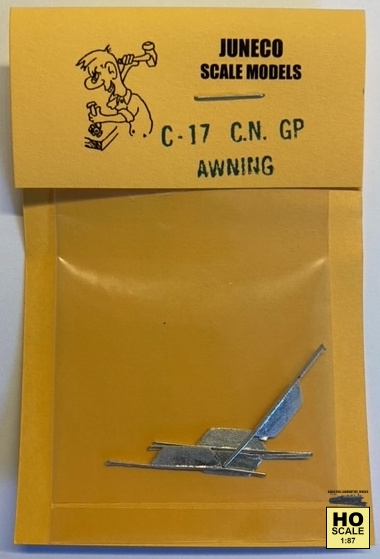 JUNECO
SCALE MODELS
C-17 C.N. GP
AWNING
HO
SCALE
1:87